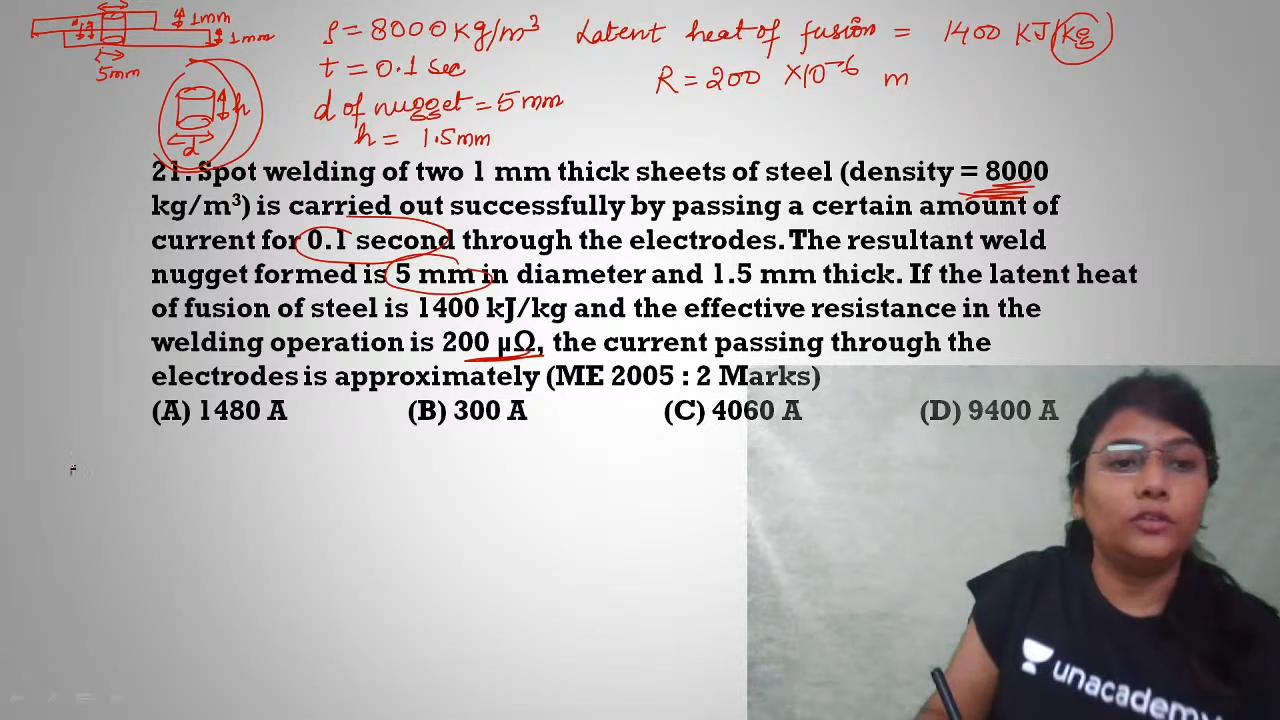 1mm
1mm
5mm
h
d
ρ = 8000 kg/m³ Latent heat of fusion = 1400 KJ/kg
t = 0.1 sec
R = 200 ×10⁻⁶ m
d of nugget = 5mm
h = 1.5mm
21. Spot welding of two 1 mm thick sheets of steel (density = 8000
kg/m³) is carried out successfully by passing a certain amount of
current for 0.1 second through the electrodes. The resultant weld
nugget formed is 5 mm in diameter and 1.5 mm thick. If the latent heat
of fusion of steel is 1400 kJ/kg and the effective resistance in the
welding operation is 200 μΩ, the current passing through the
electrodes is approximately (ME 2005 : 2 Marks)
(A) 1480 A (B) 300 A (C) 4060 A (D) 9400 A
unacademy